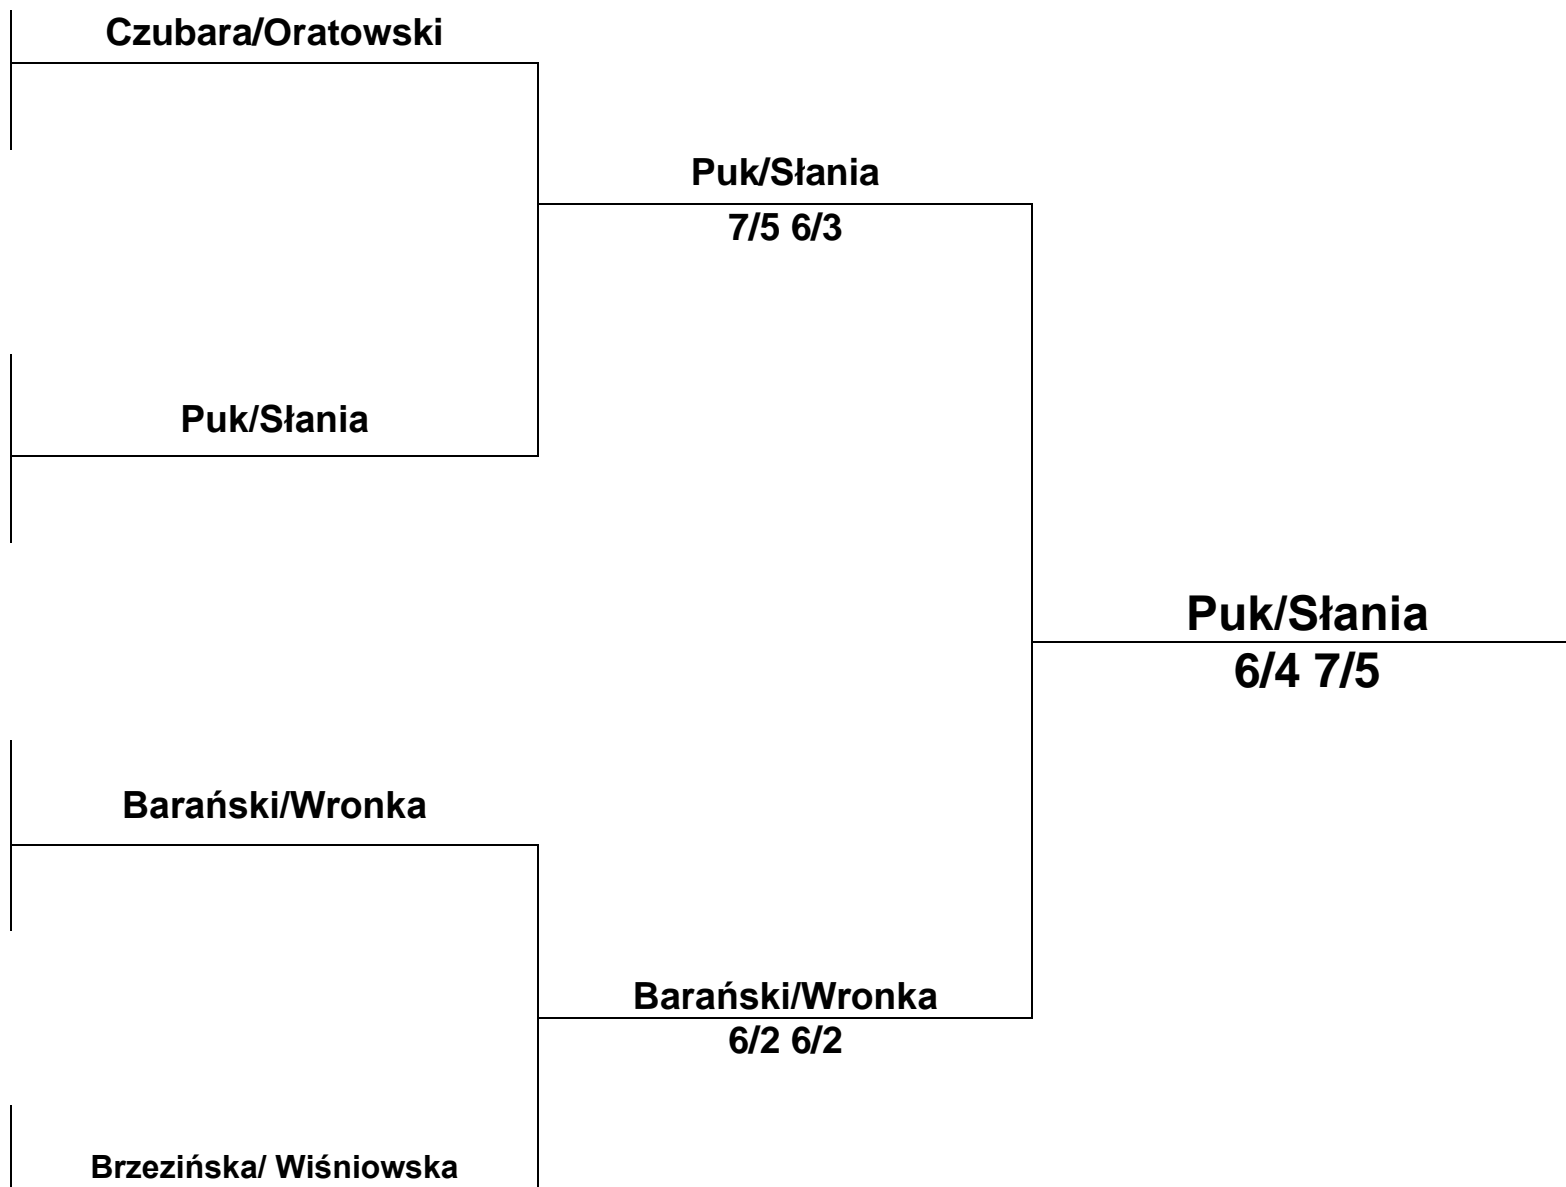 Czubara/Oratowski
Puk/Słania
7/5 6/3
Puk/Słania
Puk/Słania
6/4 7/5
Barański/Wronka
Barański/Wronka
6/2 6/2
Brzezińska/ Wiśniowska